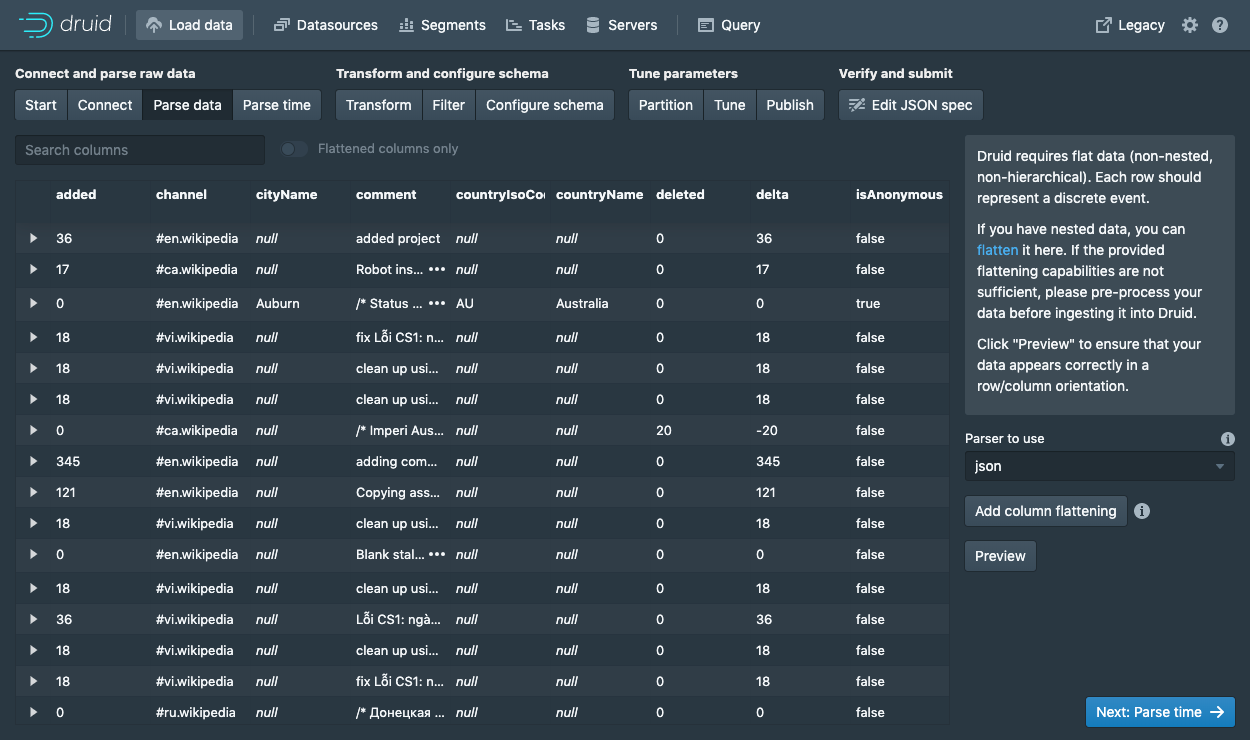 druid Load data Datasources Segments Tasks Servers Query Legacy
Connect and parse raw data Transform and configure schema Tune parameters Verify and submit
Start Connect Parse data Parse time Transform Filter Configure schema Partition Tune Publish Edit JSON spec
Search columns Flattened columns only
added channel cityName comment countryIsoCo countryName deleted delta isAnonymous
36 #en.wikipedia null added project null null 0 36 false
17 #ca.wikipedia null Robot ins... ••• null null 0 17 false
0 #en.wikipedia Auburn /* Status ... ••• AU Australia 0 0 true
18 #vi.wikipedia null fix Lỗi CS1: n... null null 0 18 false
18 #vi.wikipedia null clean up usi... null null 0 18 false
18 #vi.wikipedia null clean up usi... null null 0 18 false
0 #ca.wikipedia null /* Imperi Aus... null null 20 -20 false
345 #en.wikipedia null adding com... null null 0 345 false
121 #en.wikipedia null Copying ass... null null 0 121 false
18 #vi.wikipedia null clean up usi... null null 0 18 false
0 #en.wikipedia null Blank stal... ••• null null 0 0 false
18 #vi.wikipedia null clean up usi... null null 0 18 false
36 #vi.wikipedia null Lỗi CS1: ngà... null null 0 36 false
18 #vi.wikipedia null clean up usi... null null 0 18 false
18 #vi.wikipedia null fix Lỗi CS1: n... null null 0 18 false
0 #ru.wikipedia null /* Донецкая ... null null 0 0 false
Druid requires flat data (non-nested,
non-hierarchical). Each row should
represent a discrete event.
If you have nested data, you can
flatten it here. If the provided
flattening capabilities are not
sufficient, please pre-process your
data before ingesting it into Druid.
Click "Preview" to ensure that your
data appears correctly in a
row/column orientation.
Parser to use
json
Add column flattening
Preview
Next: Parse time